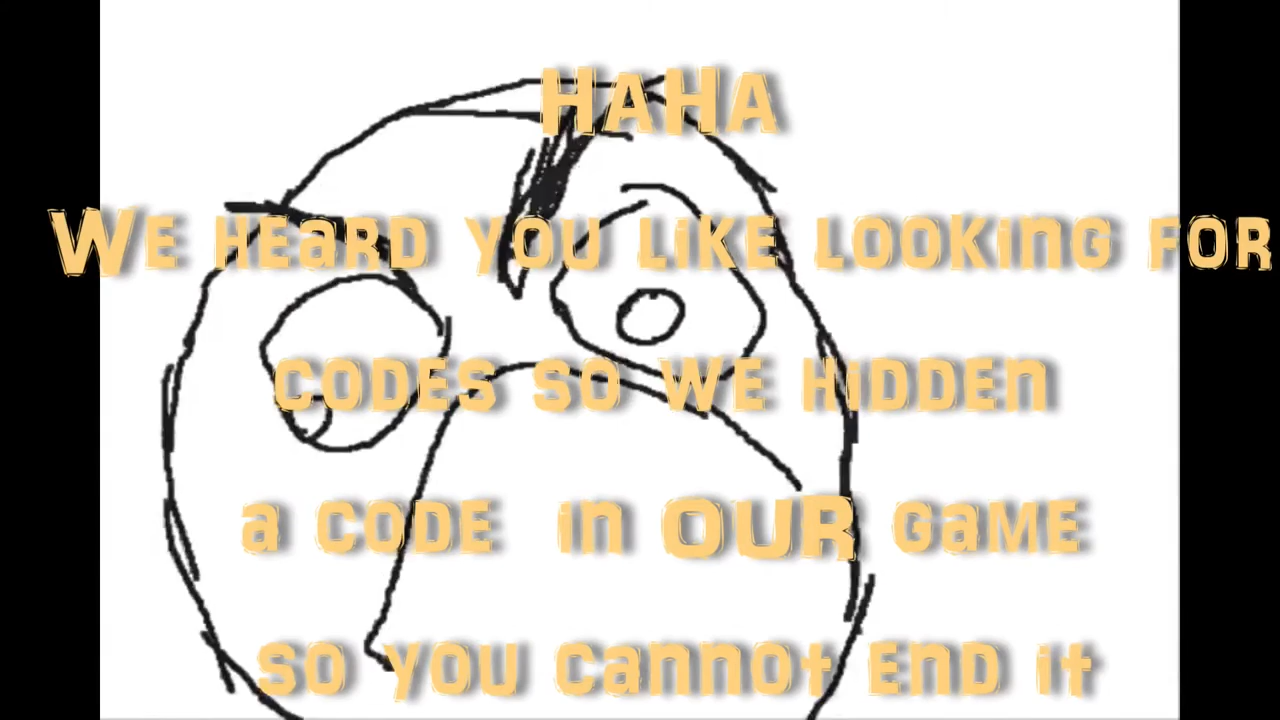 HAHA
WE HEARD YOU LIKE LOOKING FOR
CODES SO WE HIDDEN
A CODE IN OUR GAME
SO YOU CANNOT END IT